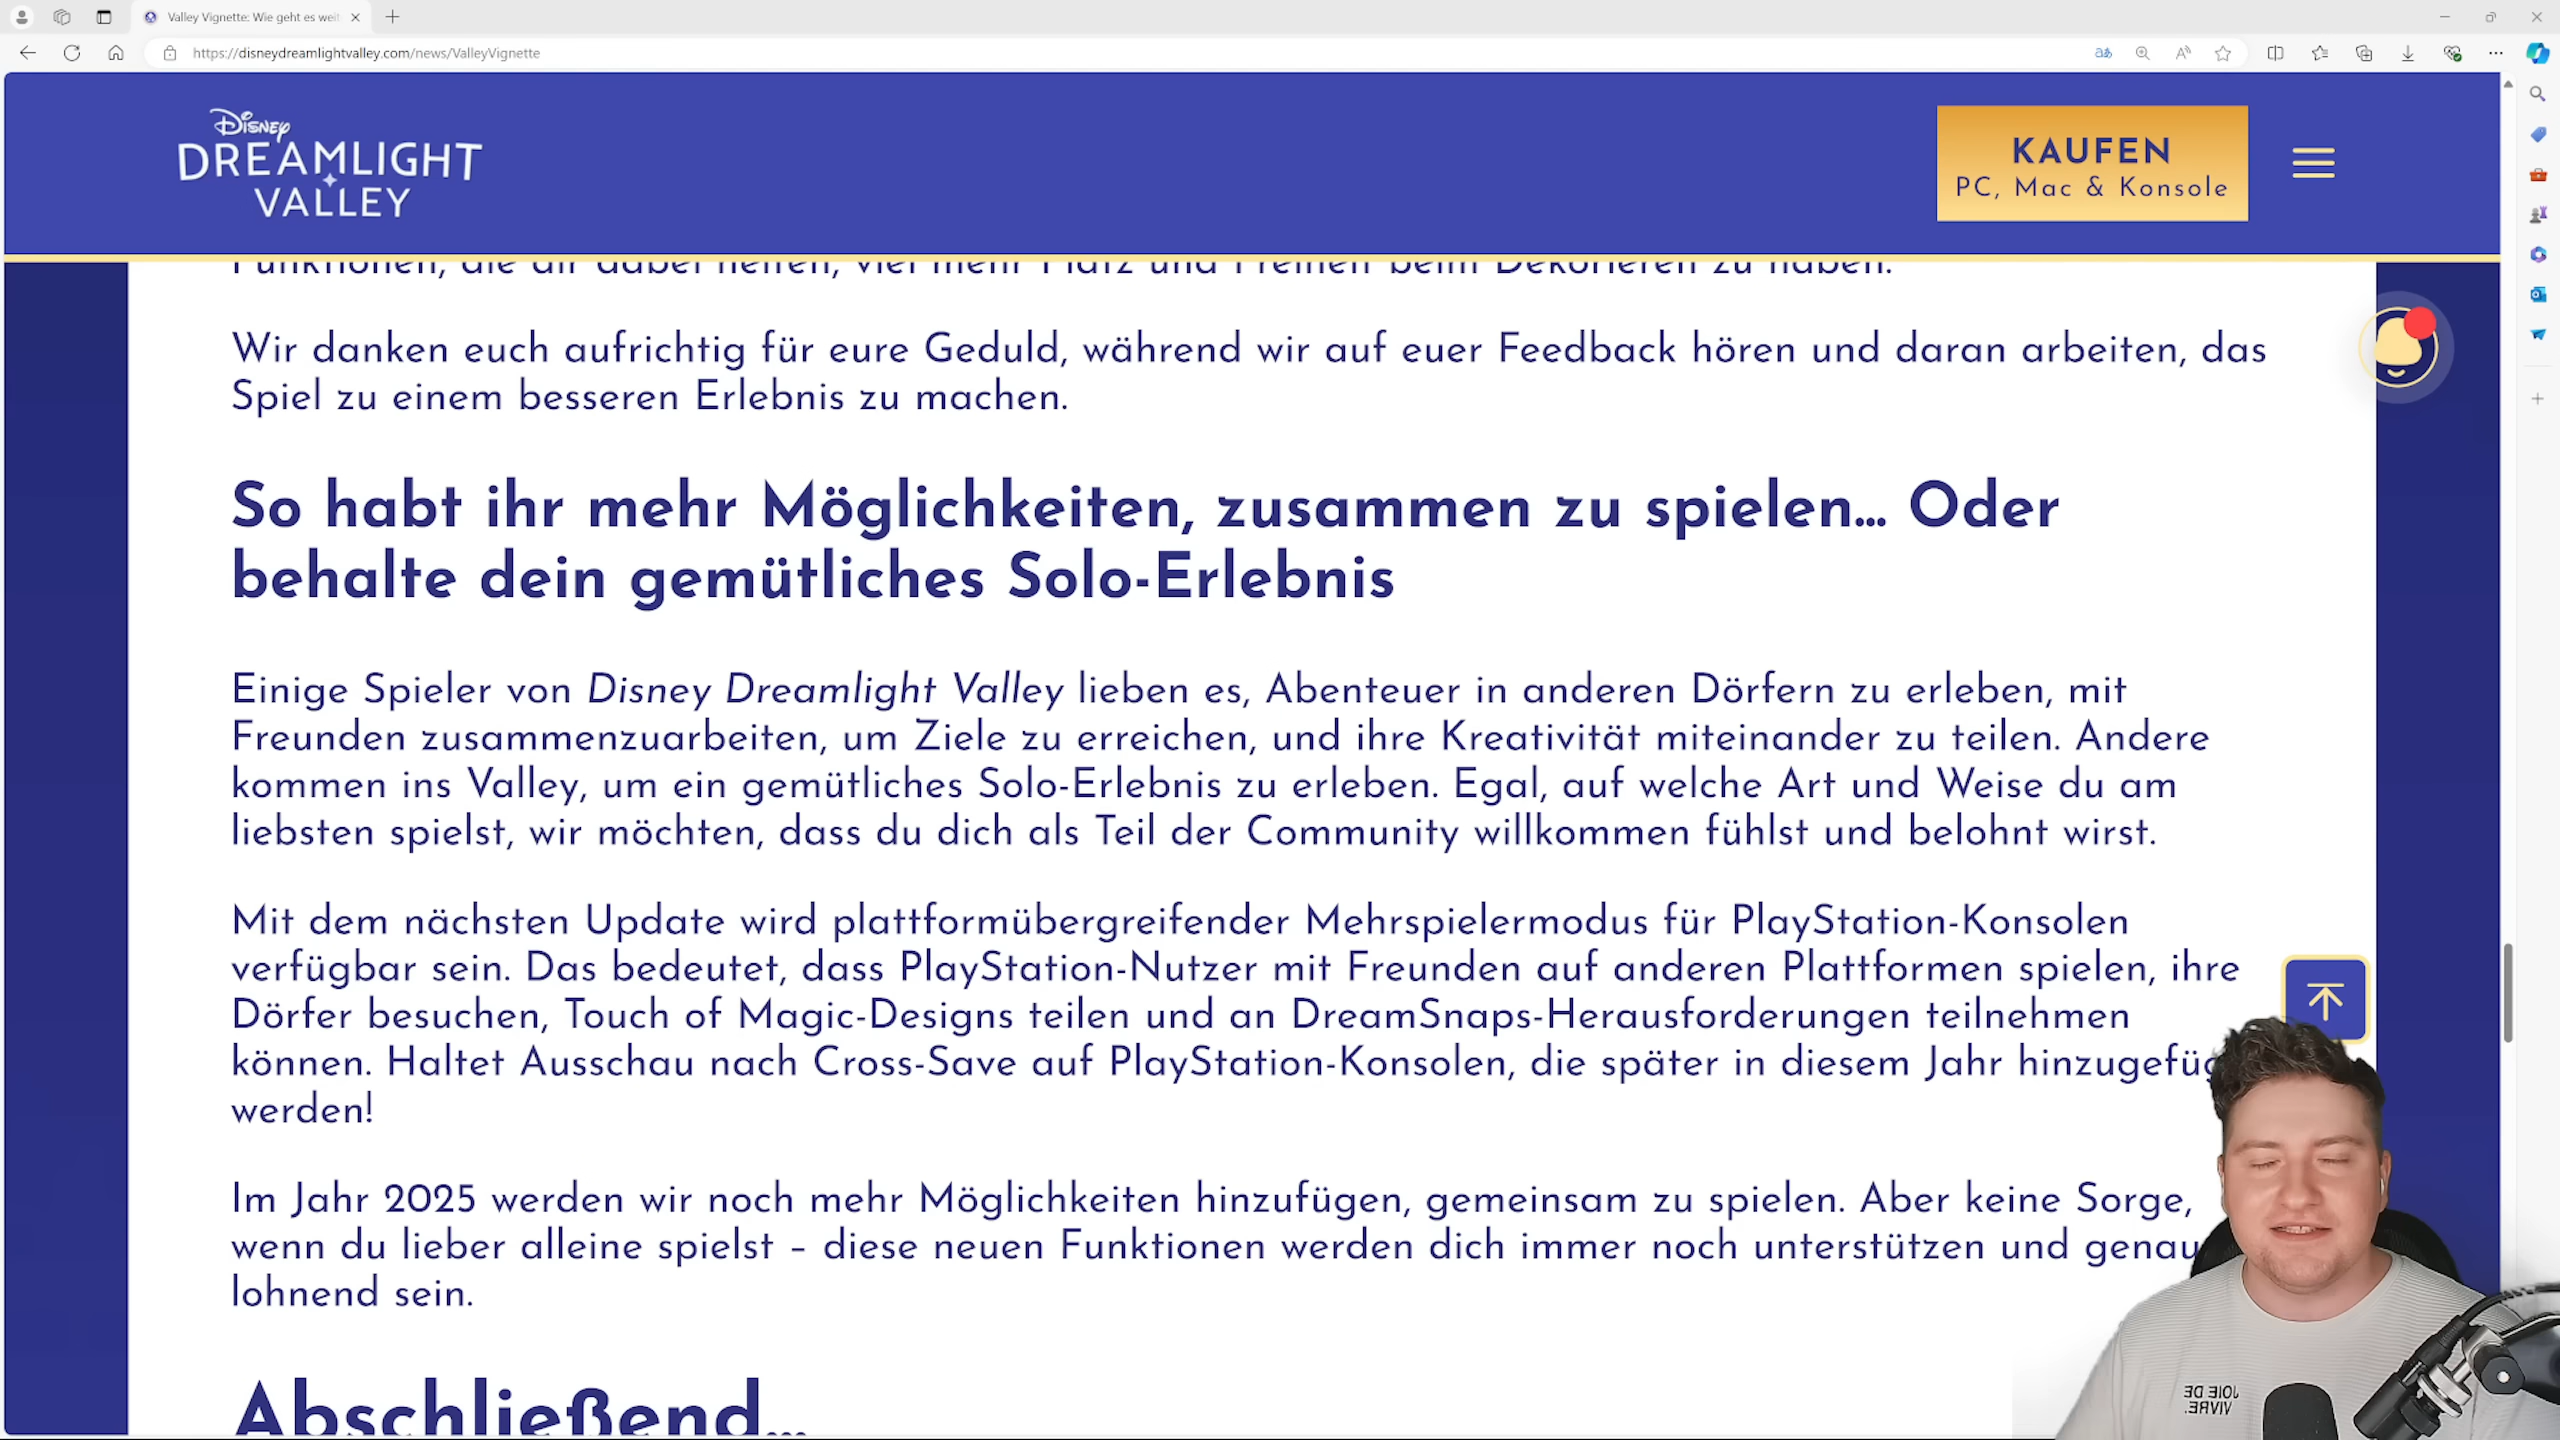 Valley Vignette: Wie geht es weit
https://disneydreamlightvalley.com/news/ValleyVignette
Disney
DREAMLIGHT
VALLEY
KAUFEN
PC, Mac & Konsole
Funktionen, die dir dabei helfen, viel mehr Platz und Freiheit beim Dekorieren zu haben.
Wir danken euch aufrichtig für eure Geduld, während wir auf euer Feedback hören und daran arbeiten, das
Spiel zu einem besseren Erlebnis zu machen.
So habt ihr mehr Möglichkeiten, zusammen zu spielen... Oder
behalte dein gemütliches Solo-Erlebnis
Einige Spieler von Disney Dreamlight Valley lieben es, Abenteuer in anderen Dörfern zu erleben, mit
Freunden zusammenzuarbeiten, um Ziele zu erreichen, und ihre Kreativität miteinander zu teilen. Andere
kommen ins Valley, um ein gemütliches Solo-Erlebnis zu erleben. Egal, auf welche Art und Weise du am
liebsten spielst, wir möchten, dass du dich als Teil der Community willkommen fühlst und belohnt wirst.
Mit dem nächsten Update wird plattformübergreifender Mehrspielermodus für PlayStation-Konsolen
verfügbar sein. Das bedeutet, dass PlayStation-Nutzer mit Freunden auf anderen Plattformen spielen, ihre
Dörfer besuchen, Touch of Magic-Designs teilen und an DreamSnaps-Herausforderungen teilnehmen
können. Haltet Ausschau nach Cross-Save auf PlayStation-Konsolen, die später in diesem Jahr hinzugefüg
werden!
Im Jahr 2025 werden wir noch mehr Möglichkeiten hinzufügen, gemeinsam zu spielen. Aber keine Sorge,
wenn du lieber alleine spielst – diese neuen Funktionen werden dich immer noch unterstützen und genau
lohnend sein.
Abschließend...
JOIE DE
VIVRE.